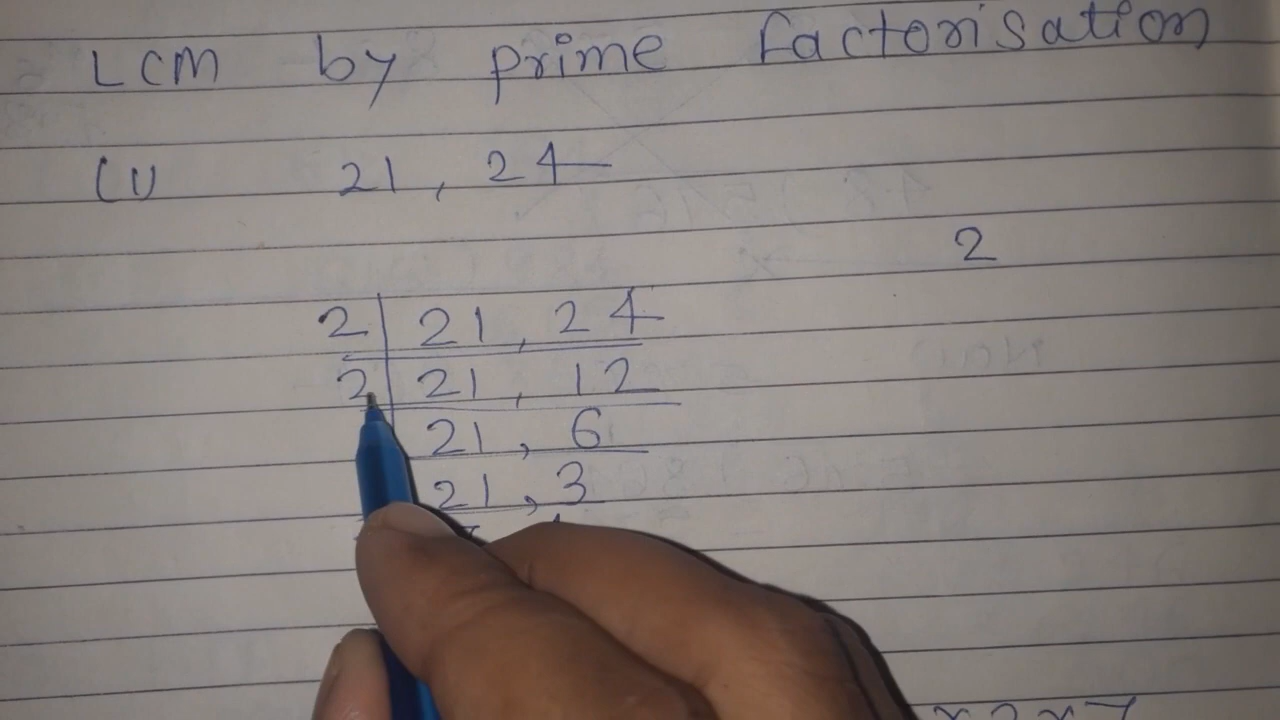 LCM by prime factorisation
(1) 21, 24
2
2 | 21, 24
2 | 21, 12
21, 6
21, 3